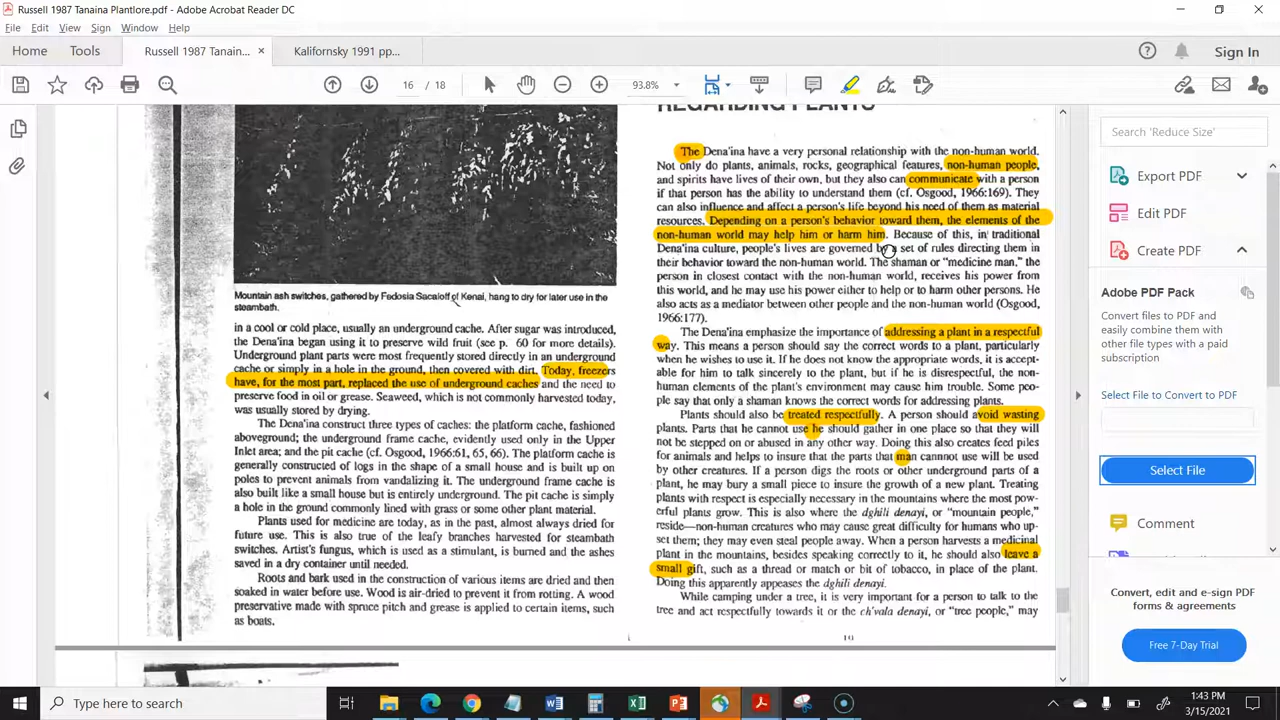 Russell 1987 Tanaina Plantlore.pdf - Adobe Acrobat Reader DC
File Edit View Sign Window Help
Home Tools Russell 1987 Tanain... × Kalifornsky 1991 pp... Sign In
16 / 18 93.8%
Mountain ash switches, gathered by Fedosia Sacaloff of Kenai, hang to dry for later use in the
steambath.
in a cool or cold place, usually an underground cache. After sugar was introduced,
the Dena'ina began using it to preserve wild fruit (see p. 60 for more details).
Underground plant parts were most frequently stored directly in an underground
cache or simply in a hole in the ground, then covered with dirt. Today, freezers
have, for the most part, replaced the use of underground caches and the need to
preserve food in oil or grease. Seaweed, which is not commonly harvested today,
was usually stored by drying.
The Dena'ina construct three types of caches: the platform cache, fashioned
aboveground; the underground frame cache, evidently used only in the Upper
Inlet area; and the pit cache (cf. Osgood, 1966:61, 65, 66). The platform cache is
generally constructed of logs in the shape of a small house and is built up on
poles to prevent animals from vandalizing it. The underground frame cache is
also built like a small house but is entirely underground. The pit cache is simply
a hole in the ground commonly lined with grass or some other plant material.
Plants used for medicine are today, as in the past, almost always dried for
future use. This is also true of the leafy branches harvested for steambath
switches. Artist's fungus, which is used as a stimulant, is burned and the ashes
saved in a dry container until needed.
Roots and bark used in the construction of various items are dried and then
soaked in water before use. Wood is air-dried to prevent it from rotting. A wood
preservative made with spruce pitch and grease is applied to certain items, such
as boats.
REGARDING PLANTS
The Dena'ina have a very personal relationship with the non-human world.
Not only do plants, animals, rocks, geographical features, non-human people,
and spirits have lives of their own, but they also can communicate with a person
if that person has the ability to understand them (cf. Osgood, 1966:169). They
can also influence and affect a person's life beyond his need of them as material
resources. Depending on a person's behavior toward them, the elements of the
non-human world may help him or harm him. Because of this, in traditional
Dena'ina culture, people's lives are governed by a set of rules directing them in
their behavior toward the non-human world. The shaman or "medicine man," the
person in closest contact with the non-human world, receives his power from
this world, and he may use his power either to help or to harm other persons. He
also acts as a mediator between other people and the non-human world (Osgood,
1966:177).
The Dena'ina emphasize the importance of addressing a plant in a respectful
way. This means a person should say the correct words to a plant, particularly
when he wishes to use it. If he does not know the appropriate words, it is accept-
able for him to talk sincerely to the plant, but if he is disrespectful, the non-
human elements of the plant's environment may cause him trouble. Some peo-
ple say that only a shaman knows the correct words for addressing plants.
Plants should also be treated respectfully. A person should avoid wasting
plants. Parts that he cannot use he should gather in one place so that they will
not be stepped on or abused in any other way. Doing this also creates feed piles
for animals and helps to insure that the parts that man cannot use will be used
by other creatures. If a person digs the roots or other underground parts of a
plant, he may bury a small piece to insure the growth of a new plant. Treating
plants with respect is especially necessary in the mountains where the most pow-
erful plants grow. This is also where the dghili denayi, or "mountain people,"
reside—non-human creatures who may cause great difficulty for humans who up-
set them; they may even steal people away. When a person harvests a medicinal
plant in the mountains, besides speaking correctly to it, he should also leave a
small gift, such as a thread or match or bit of tobacco, in place of the plant.
Doing this apparently appeases the dghili denayi.
While camping under a tree, it is very important for a person to talk to the
tree and act respectfully towards it or the ch'vala denayi, or "tree people," may
Search 'Reduce Size'
Export PDF
Edit PDF
Create PDF
Adobe PDF Pack
Convert files to PDF and
easily combine them with
other file types with a paid
subscription
Select File to Convert to PDF
Select File
Comment
Convert, edit and e-sign PDF
forms & agreements
Free 7-Day Trial
Type here to search
1:43 PM
3/15/2021